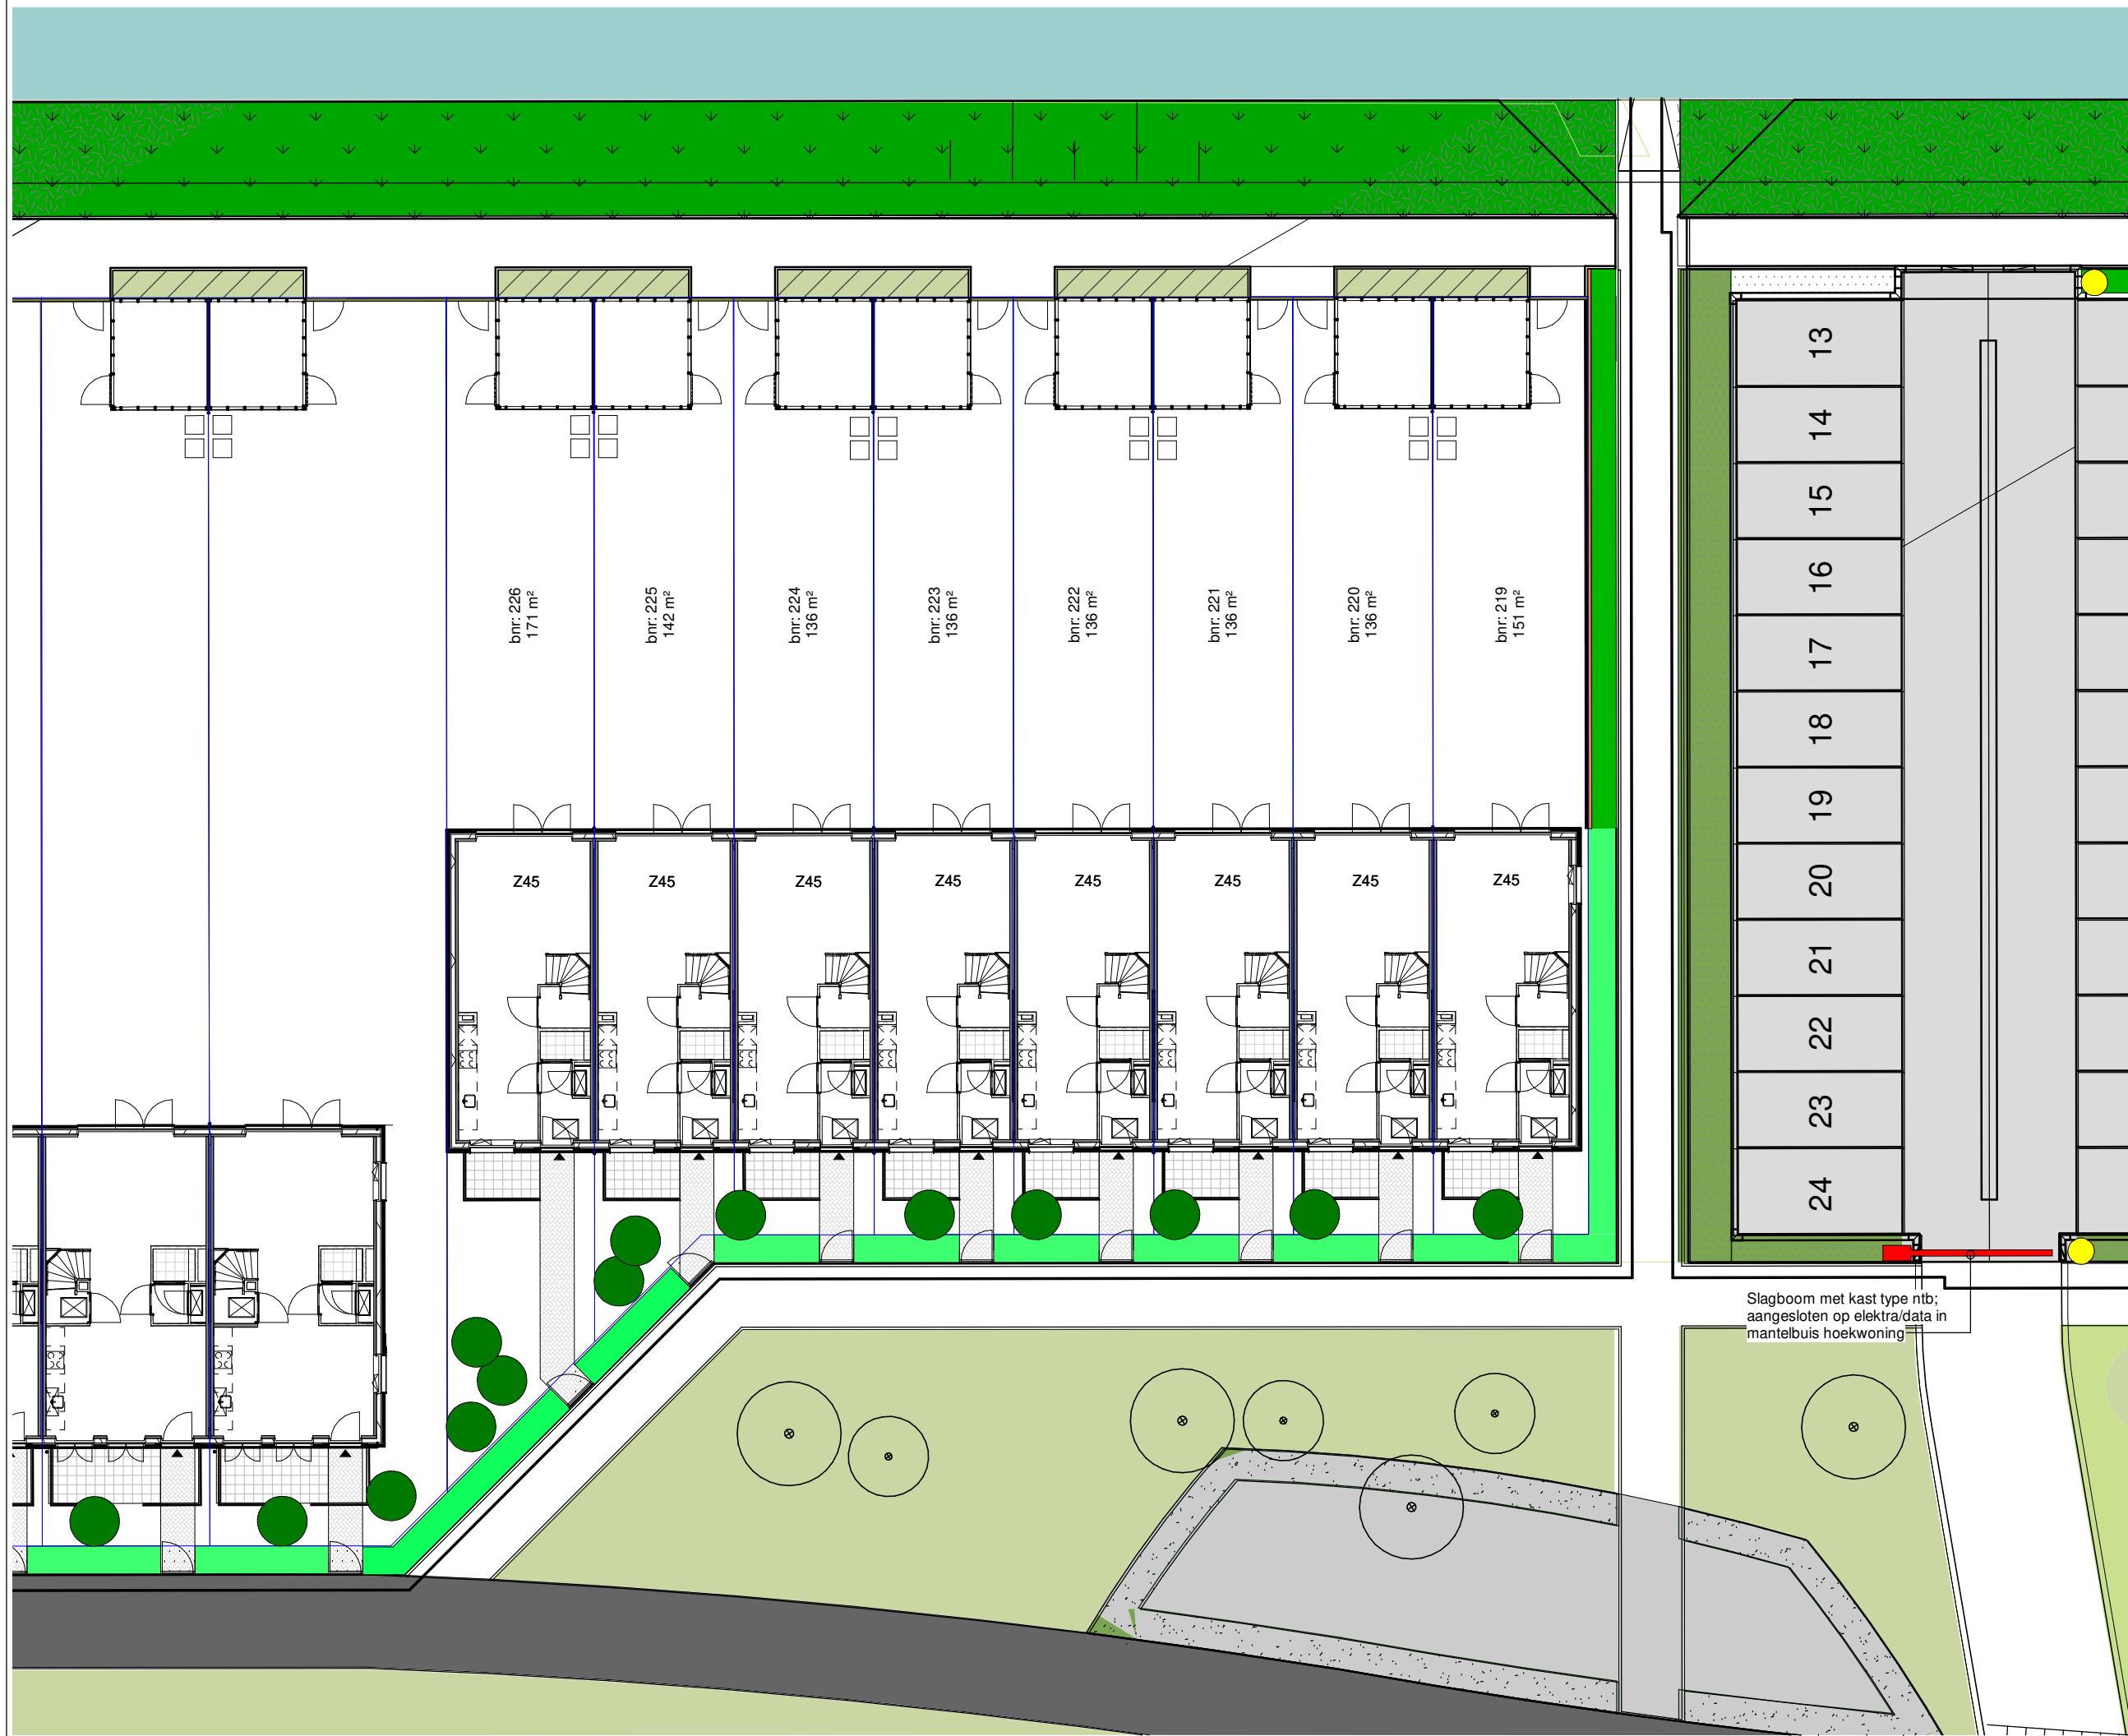 bnr: 226
171 m²
bnr: 225
142 m²
bnr: 224
136 m²
bnr: 223
136 m²
bnr: 222
136 m²
bnr: 221
136 m²
bnr: 220
136 m²
bnr: 219
151 m²
Z45
Z45
Z45
Z45
Z45
Z45
Z45
Z45
13
14
15
16
17
18
19
20
21
22
23
24
Slagboom met kast type ntb;
aangesloten op elektra/data in
mantelbuis hoekwoning